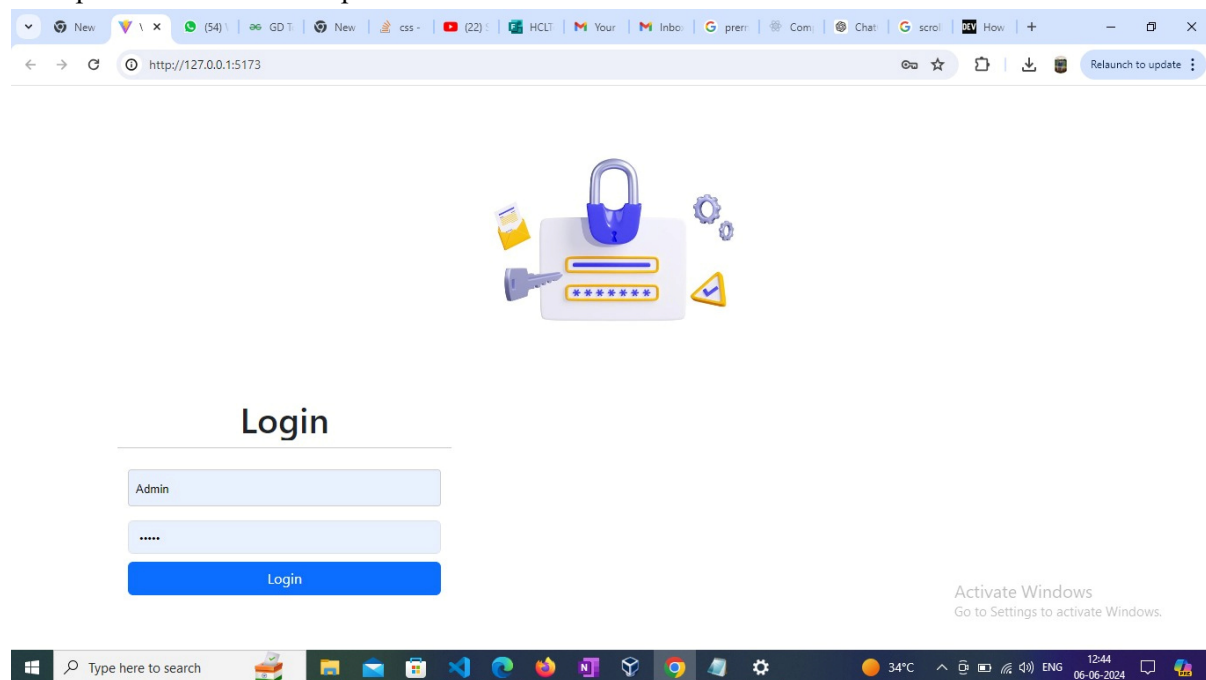 New
(54)
GD T
New
css -
(22)
HCLT
Your
Inbo
G
prem
Com
Chat
G
scrol
DEV
How
http://127.0.0.1:5173
Relaunch to update
*******
Login
Admin
•••••
Login
Activate Windows
Go to Settings to activate Windows.
Type here to search
N
34°C
ENG
12:44
06-06-2024